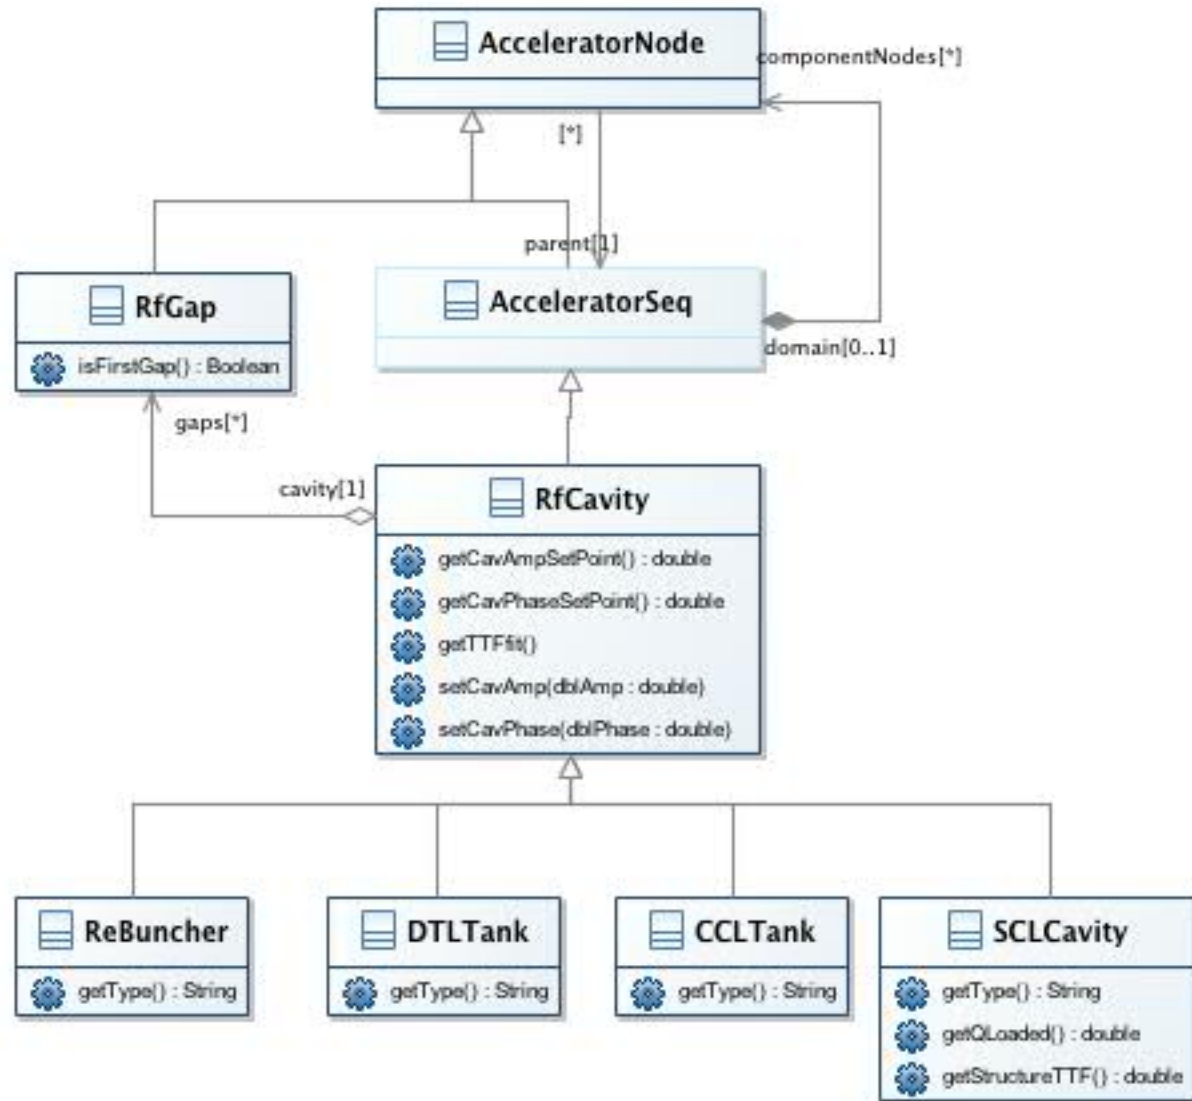 AcceleratorNode
componentNodes[*]
[*]
parent[1]
RfGap
isFirstGap() : Boolean
AcceleratorSeq
domain[0..1]
gaps[*]
cavity[1]
RfCavity
getCavAmpSetPoint() : double
getCavPhaseSetPoint() : double
getTTFfit()
setCavAmp(dblAmp : double)
setCavPhase(dblPhase : double)
ReBuncher
getType() : String
DTLTank
getType() : String
CCLTank
getType() : String
SCLCavity
getType() : String
getQLoaded() : double
getStructureTTF() : double